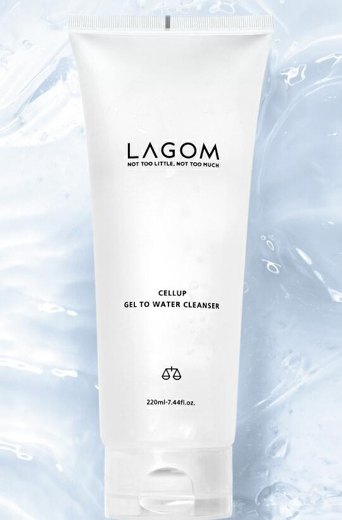 LAGOM
NOT TOO LITTLE, NOT TOO MUCH
CELLUP
GEL TO WATER CLEANSER
220ml·7.44fl.oz.